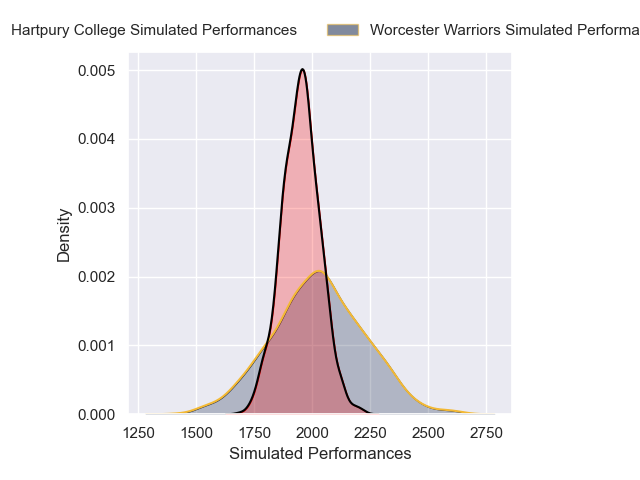 Hartpury College Simulated Performances Worcester Warriors Simulated Performa
0.005
0.004
0.003
0.002
0.001
0.000
Density
1250 1500 1750 2000 2250 2500 2750
Simulated Performances